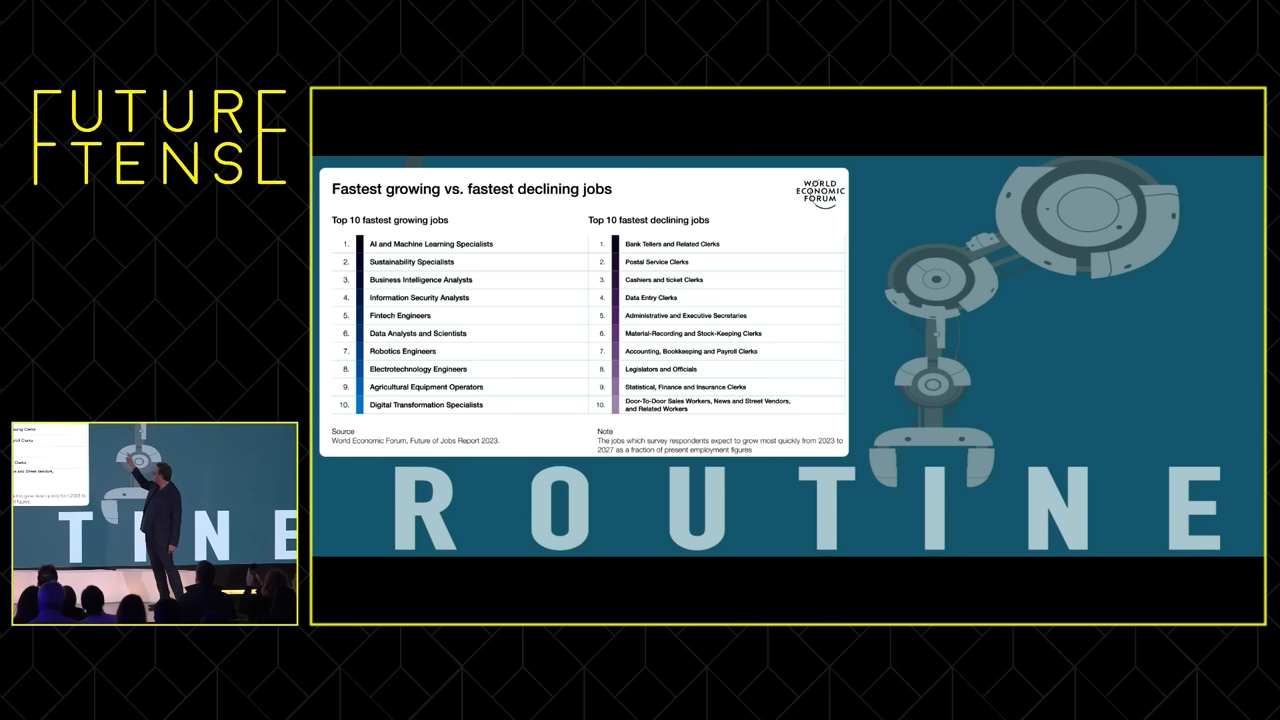 FUTURE
TENSE
Fastest growing vs. fastest declining jobs
WORLD
ECONOMIC
FORUM
Top 10 fastest growing jobs
1. AI and Machine Learning Specialists
2. Sustainability Specialists
3. Business Intelligence Analysts
4. Information Security Analysts
5. Fintech Engineers
6. Data Analysts and Scientists
7. Robotics Engineers
8. Electrotechnology Engineers
9. Agricultural Equipment Operators
10. Digital Transformation Specialists
Source
World Economic Forum, Future of Jobs Report 2023.
Top 10 fastest declining jobs
1. Bank Tellers and Related Clerks
2. Postal Service Clerks
3. Cashiers and ticket Clerks
4. Data Entry Clerks
5. Administrative and Executive Secretaries
6. Material-Recording and Stock-Keeping Clerks
7. Accounting, Bookkeeping and Payroll Clerks
8. Legislators and Officials
9. Statistical, Finance and Insurance Clerks
10. Door-To-Door Sales Workers, News and Street Vendors,
and Related Workers
Note
The jobs which survey respondents expect to grow most quickly from 2023 to
2027 as a fraction of present employment figures
ROUTINE
Clerks
T I N E